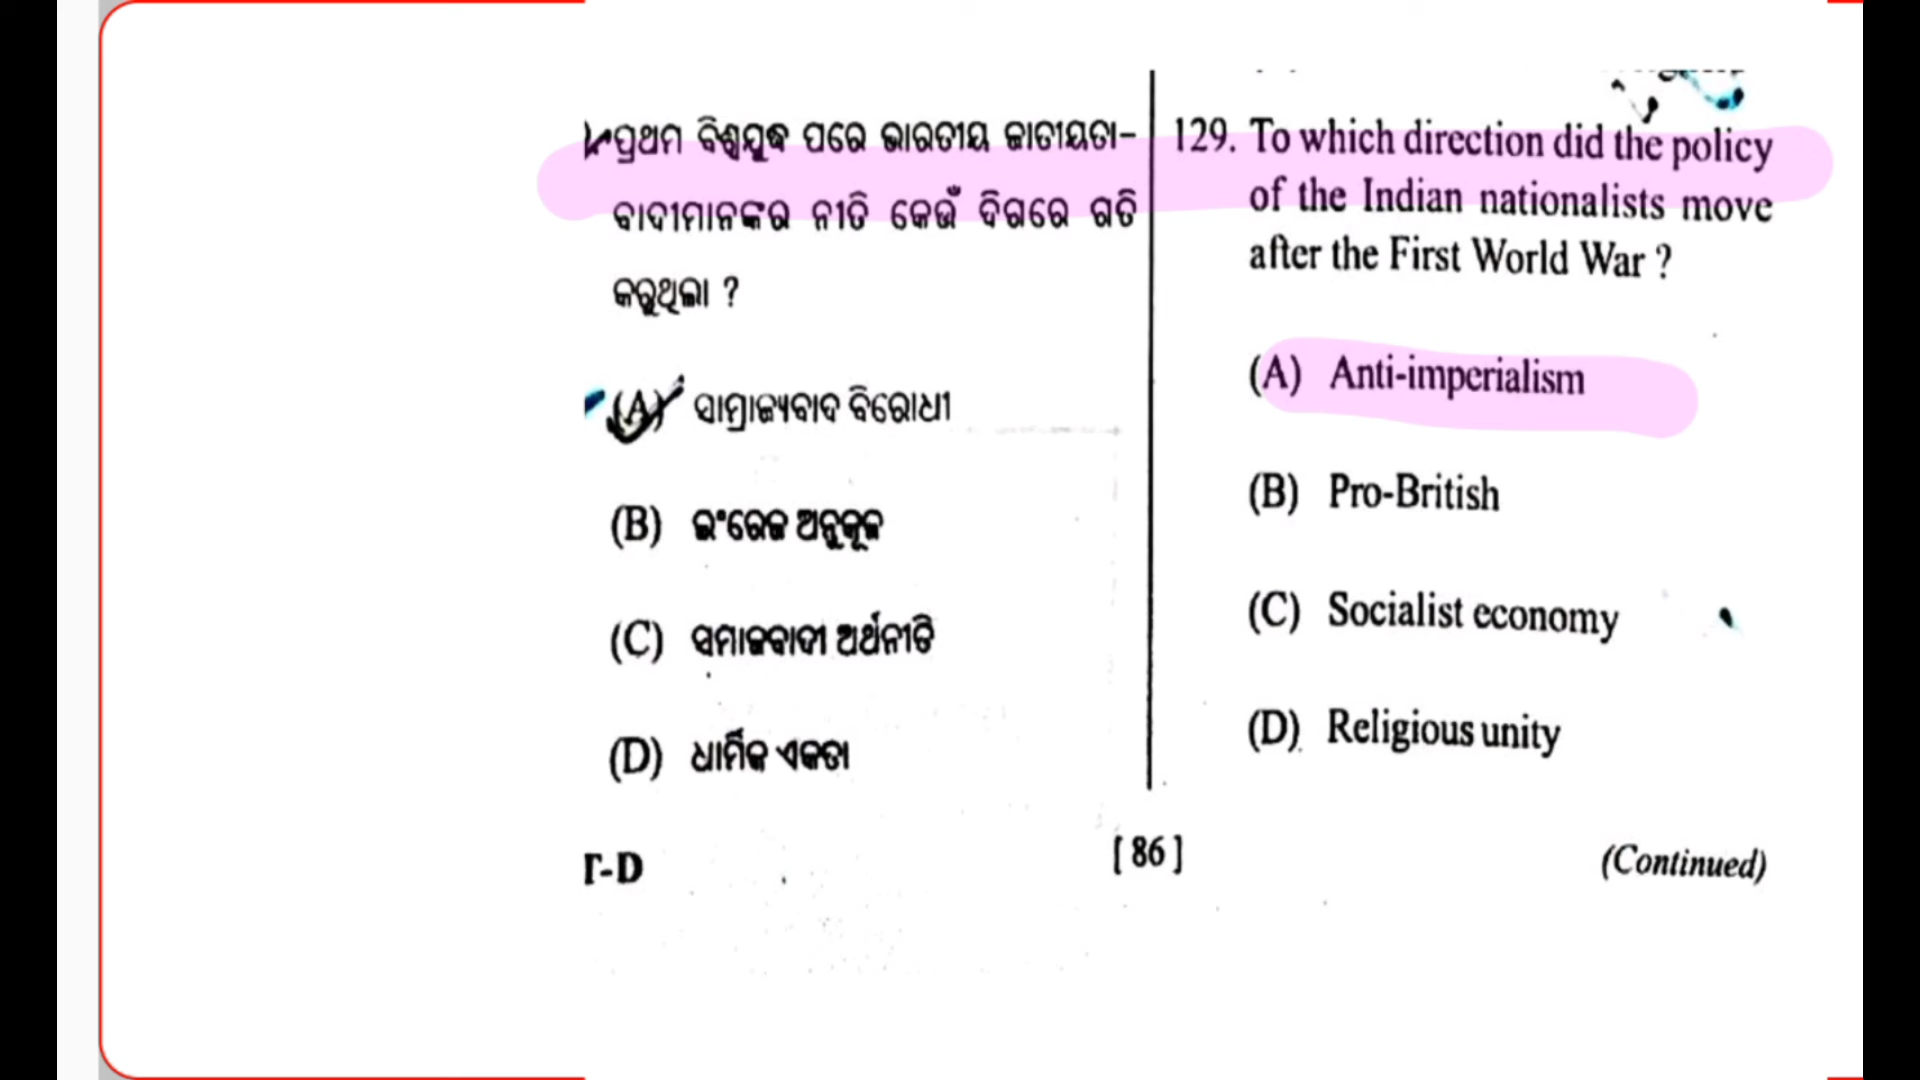 ପ୍ରଥମ ବିଶ୍ୱଯୁଦ୍ଧ ପରେ ଭାରତୀୟ ଜାତୀୟତା-
ବାଦୀମାନଙ୍କର ନୀତି କେଉଁ ଦିଗରେ ଗତି
କରୁଥିଲା ?
(A) ସାମ୍ରାଜ୍ୟବାଦ ବିରୋଧୀ
(B) ଇଂରେଜ ଅନୁକୂଳ
(C) ସମାଜବାଦୀ ଅର୍ଥନୀତି
(D) ଧାର୍ମିକ ଏକତା
129. To which direction did the policy
of the Indian nationalists move
after the First World War ?
(A) Anti-imperialism
(B) Pro-British
(C) Socialist economy
(D) Religious unity
-D
[ 86 ]
(Continued)